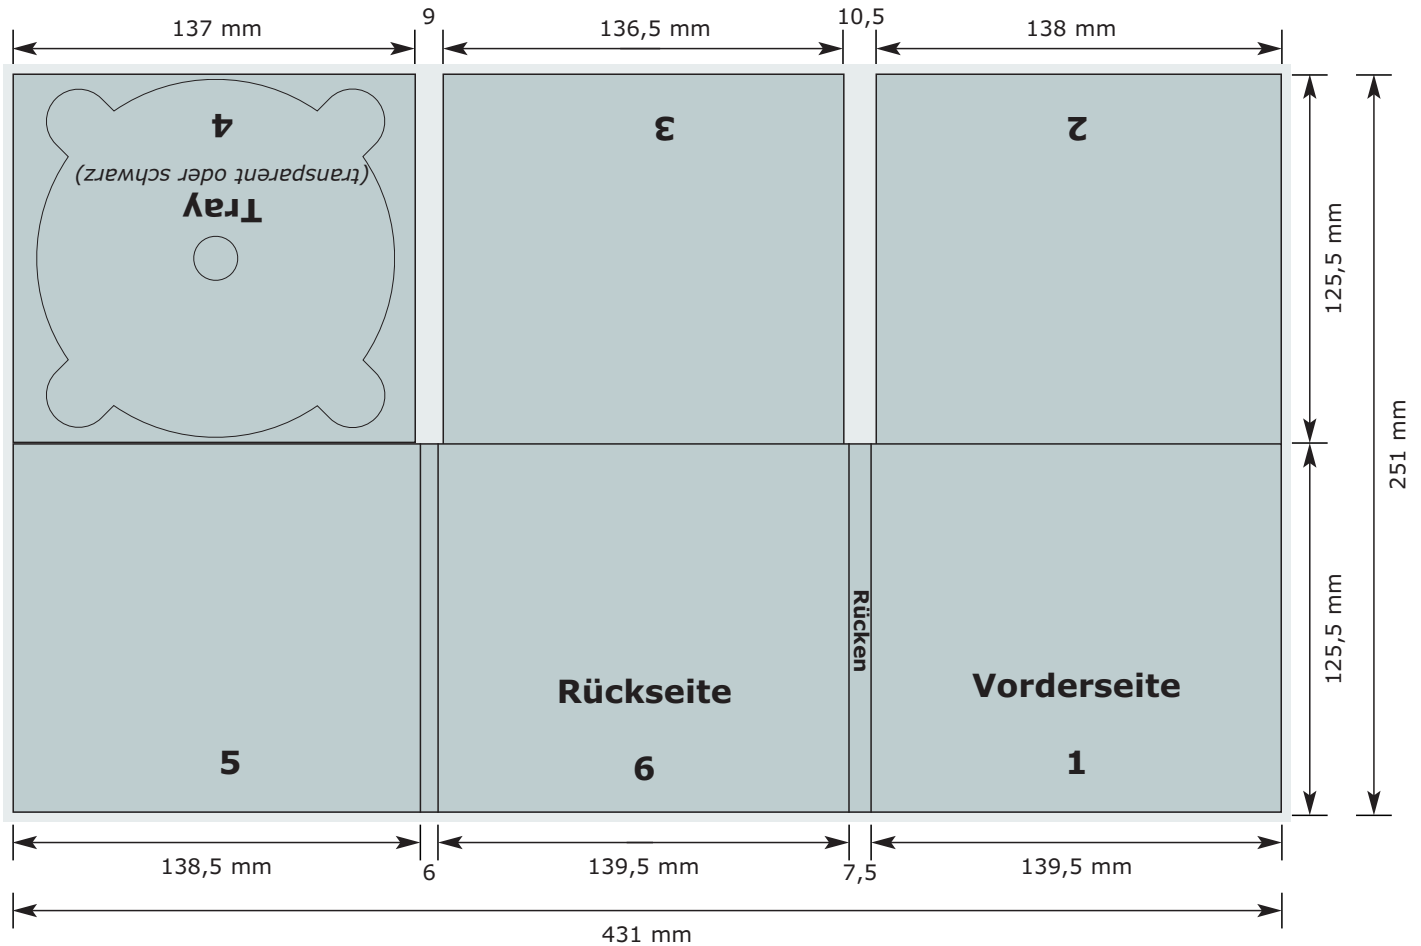 137 mm
9
136,5 mm
10,5
138 mm
4
(transparent oder schwarz)
Tray
3
2
125,5 mm
251 mm
5
Rückseite
6
Rücken
Vorderseite
1
125,5 mm
138,5 mm
6
139,5 mm
7,5
139,5 mm
431 mm